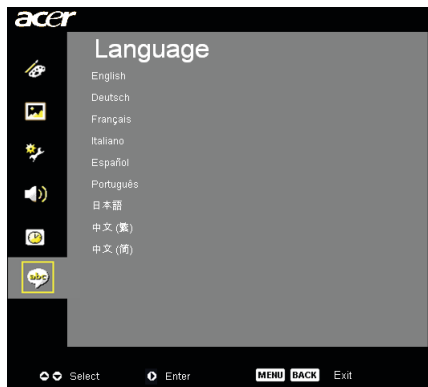 acer
Language
English
Deutsch
Français
Italiano
Español
Português
日本語
中文 (繁)
中文 (简)
abc
Select Enter MENU BACK Exit